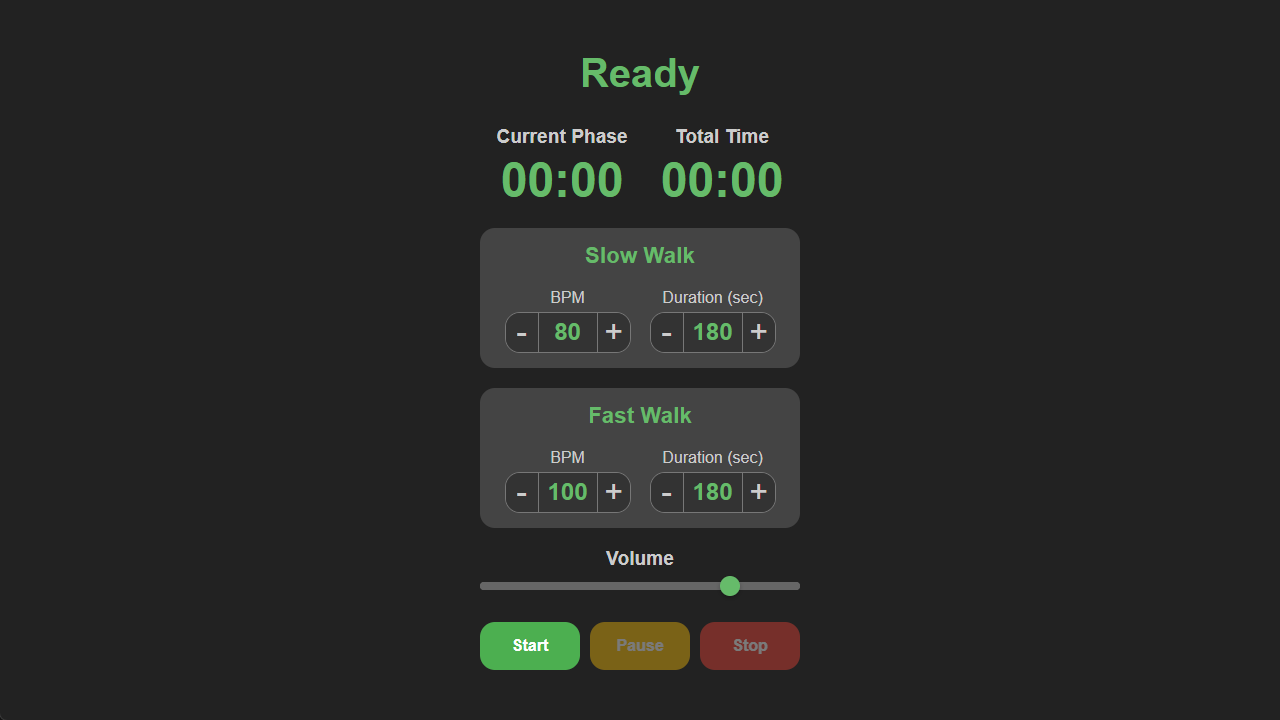 Ready
Current Phase Total Time
00:00 00:00
Slow Walk
BPM Duration (sec)
- 80 + - 180 +
Fast Walk
BPM Duration (sec)
- 100 + - 180 +
Volume
Start Pause Stop